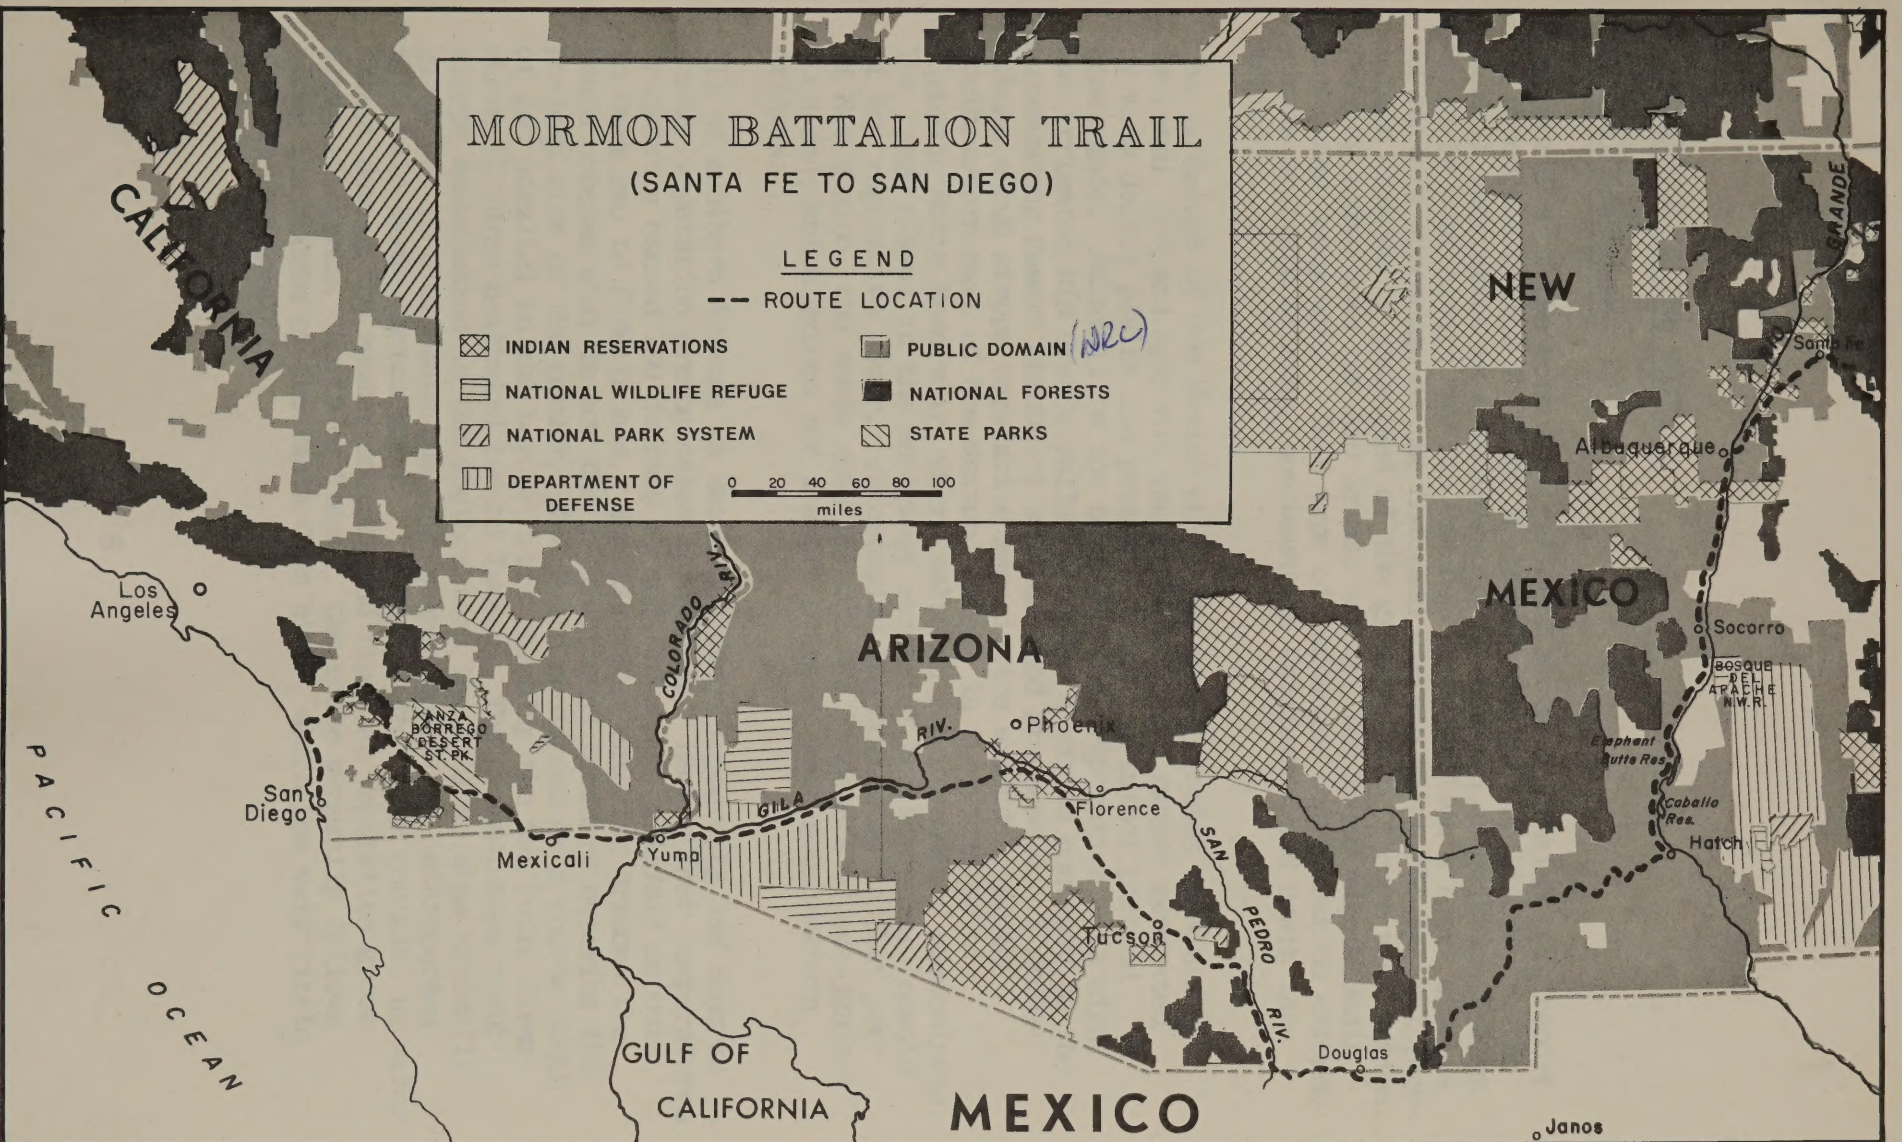 MORMON BATTALION TRAIL
(SANTA FE TO SAN DIEGO)
LEGEND
ROUTE LOCATION
INDIAN RESERVATIONS
NATIONAL WILDLIFE REFUGE
NATIONAL PARK SYSTEM
DEPARTMENT OF
DEFENSE
PUBLIC DOMAIN
NATIONAL FORESTS
STATE PARKS
0 20 40 60 80 100
miles
CALIFORNIA
NEW
MEXICO
ARIZONA
RIO
GRANDE
Santa Fe
Albuquerque
Socorro
BOSQUE
DEL
APACHE
N.W.R.
Elephant
Butte Res.
Caballo
Res.
Hatch
Los
Angeles
COLORADO
RIV.
ANZA
BORREGO
DESERT
ST. PK.
San
Diego
Mexicali
Yuma
GILA
RIV.
Phoenix
Florence
SAN
PEDRO
RIV.
Tucson
Douglas
PACIFIC
OCEAN
GULF OF
CALIFORNIA
MEXICO
Janos